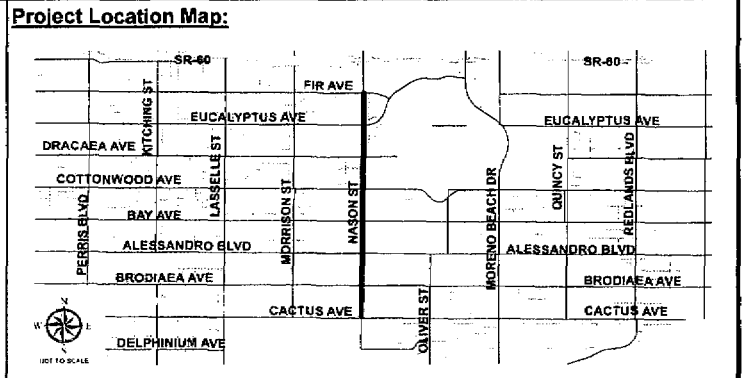 Project Location Map:
SR-60
SR-60
FIR AVE
KITCHING ST
EUCALYPTUS AVE
EUCALYPTUS AVE
DRACAEA AVE
LASSELLE ST
QUINCY ST
REDLANDS BLVD
COTTONWOOD AVE
MORRISON ST
NASON ST
PERRIS BLVD
BAY AVE
MORENO BEACH DR
ALESSANDRO BLVD
ALESSANDRO BLVD
BRODIAEA AVE
BRODIAEA AVE
OLIVER ST
CACTUS AVE
CACTUS AVE
N
W
E
S
DELPHINIUM AVE
NOT TO SCALE